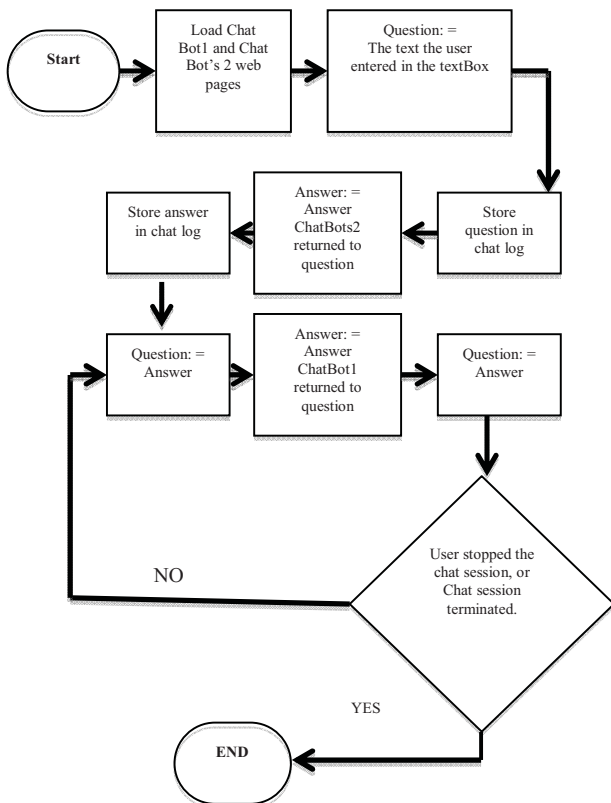 Start
Load Chat
Bot1 and Chat
Bot's 2 web
pages
Question: =
The text the user
entered in the textBox
Store
question in
chat log
Answer: =
Answer
ChatBots2
returned to
question
Store answer
in chat log
Question: =
Answer
Answer: =
Answer
ChatBot1
returned to
question
Question: =
Answer
User stopped the
chat session, or
Chat session
terminated.
NO
YES
END